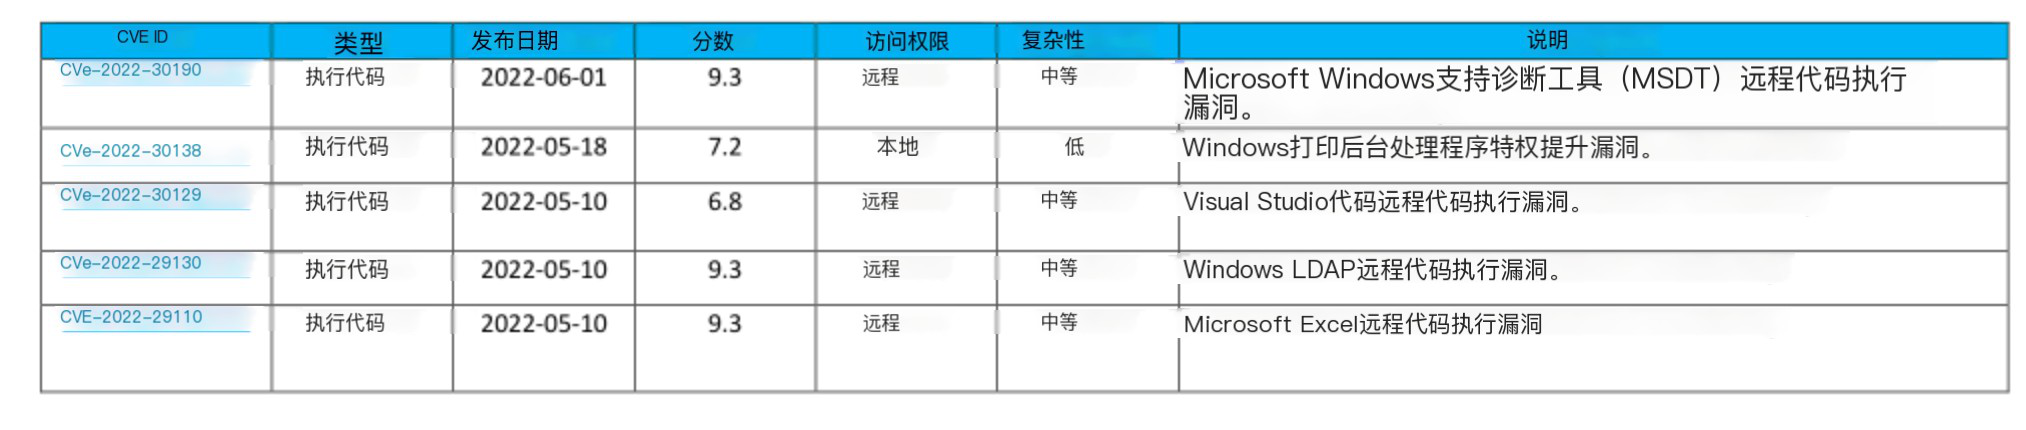 CVE ID 类型 发布日期 分数 访问权限 复杂性 说明
CVe-2022-30190 执行代码 2022-06-01 9.3 远程 中等 Microsoft Windows支持诊断工具（MSDT）远程代码执行
漏洞。
CVe-2022-30138 执行代码 2022-05-18 7.2 本地 低 Windows打印后台处理程序特权提升漏洞。
CVe-2022-30129 执行代码 2022-05-10 6.8 远程 中等 Visual Studio代码远程代码执行漏洞。
CVe-2022-29130 执行代码 2022-05-10 9.3 远程 中等 Windows LDAP远程代码执行漏洞。
CVE-2022-29110 执行代码 2022-05-10 9.3 远程 中等 Microsoft Excel远程代码执行漏洞